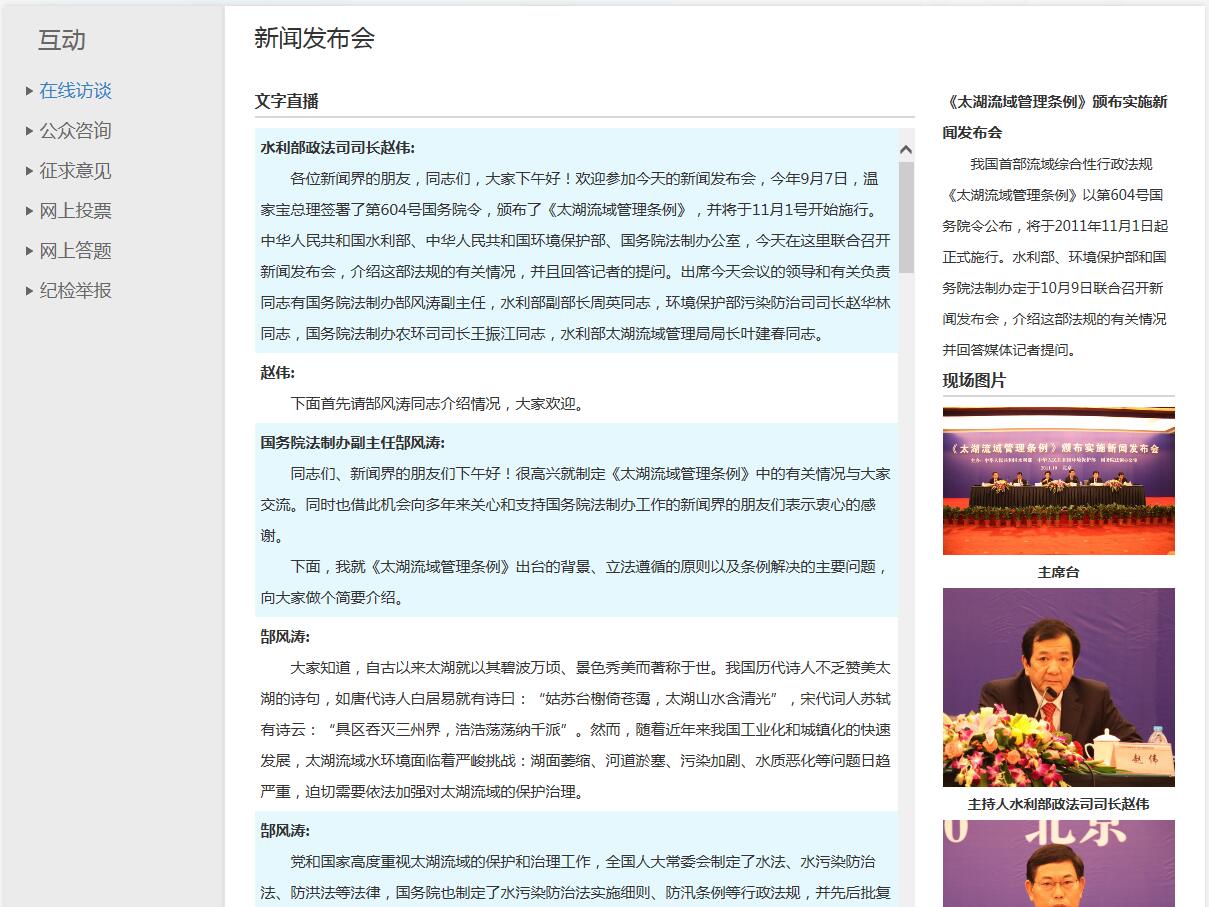 互动
在线访谈
公众咨询
征求意见
网上投票
网上答题
纪检举报
新闻发布会
文字直播
水利部政法司司长赵伟:
各位新闻界的朋友，同志们，大家下午好！欢迎参加今天的新闻发布会，今年9月7日，温
家宝总理签署了第604号国务院令，颁布了《太湖流域管理条例》，并将于11月1号开始施行。
中华人民共和国水利部、中华人民共和国环境保护部、国务院法制办公室，今天在这里联合召开
新闻发布会，介绍这部法规的有关情况，并且回答记者的提问。出席今天会议的领导和有关负责
同志有国务院法制办郜风涛副主任，水利部副部长周英同志，环境保护部污染防治司司长赵华林
同志，国务院法制办农环司司长王振江同志，水利部太湖流域管理局局长叶建春同志。
赵伟:
下面首先请郜风涛同志介绍情况，大家欢迎。
国务院法制办副主任郜风涛:
同志们、新闻界的朋友们下午好！很高兴就制定《太湖流域管理条例》中的有关情况与大家
交流。同时也借此机会向多年来关心和支持国务院法制办工作的新闻界的朋友们表示衷心的感
谢。
下面，我就《太湖流域管理条例》出台的背景、立法遵循的原则以及条例解决的主要问题，
向大家做个简要介绍。
郜风涛:
大家知道，自古以来太湖就以其碧波万顷、景色秀美而著称于世。我国历代诗人不乏赞美太
湖的诗句，如唐代诗人白居易就有诗曰：“姑苏台榭倚苍霭，太湖山水含清光”，宋代词人苏轼
有诗云：“具区吞灭三州界，浩浩荡荡纳千派”。然而，随着近年来我国工业化和城镇化的快速
发展，太湖流域水环境面临着严峻挑战：湖面萎缩、河道淤塞、污染加剧、水质恶化等问题日趋
严重，迫切需要依法加强对太湖流域的保护治理。
郜风涛:
党和国家高度重视太湖流域的保护和治理工作，全国人大常委会制定了水法、水污染防治
法、防洪法等法律，国务院也制定了水污染防治法实施细则、防汛条例等行政法规，并先后批复
《太湖流域管理条例》颁布实施新
闻发布会
我国首部流域综合性行政法规
《太湖流域管理条例》以第604号国
务院令公布，将于2011年11月1日起
正式施行。水利部、环境保护部和国
务院法制办定于10月9日联合召开新
闻发布会，介绍这部法规的有关情况
并回答媒体记者提问。
现场图片
《太湖流域管理条例》颁布实施新闻发布会
主席台
赵伟
主持人水利部政法司司长赵伟
0 北京